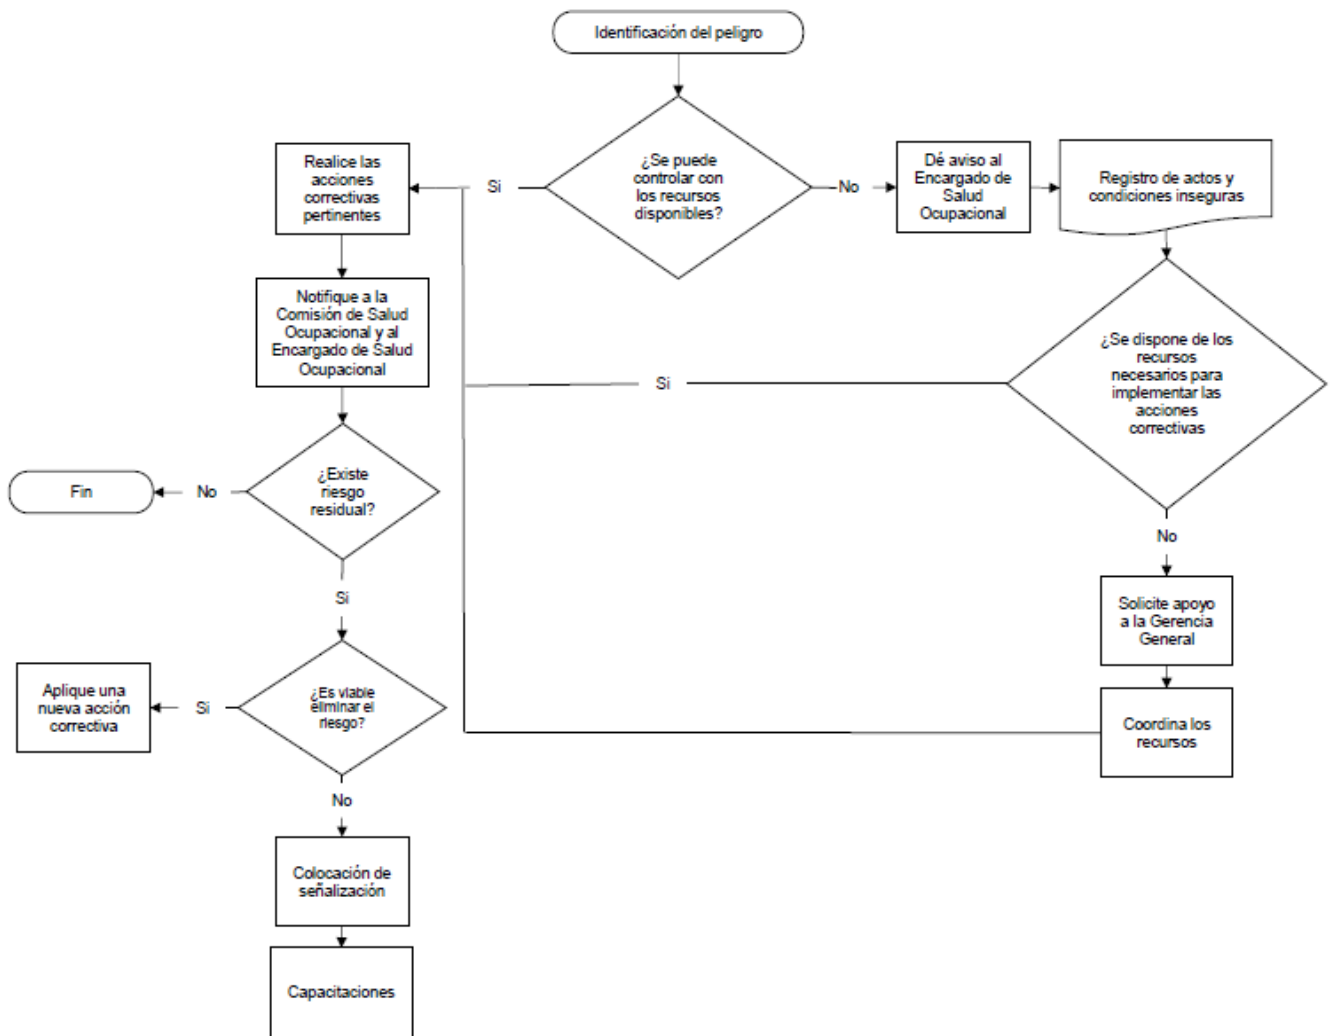 Identificación del peligro
¿Se puede
controlar con
los recursos
disponibles?
Si
No
Realice las
acciones
correctivas
pertinentes
Dé aviso al
Encargado de
Salud
Ocupacional
Registro de actos y
condiciones inseguras
Notifique a la
Comisión de Salud
Ocupacional y al
Encargado de Salud
Ocupacional
¿Se dispone de los
recursos
necesarios para
implementar las
acciones
correctivas
Si
No
¿Existe
riesgo
residual?
No
Fin
Si
Solicite apoyo
a la Gerencia
General
Coordina los
recursos
¿Es viable
eliminar el
riesgo?
Si
Aplique una
nueva acción
correctiva
No
Colocación de
señalización
Capacitaciones